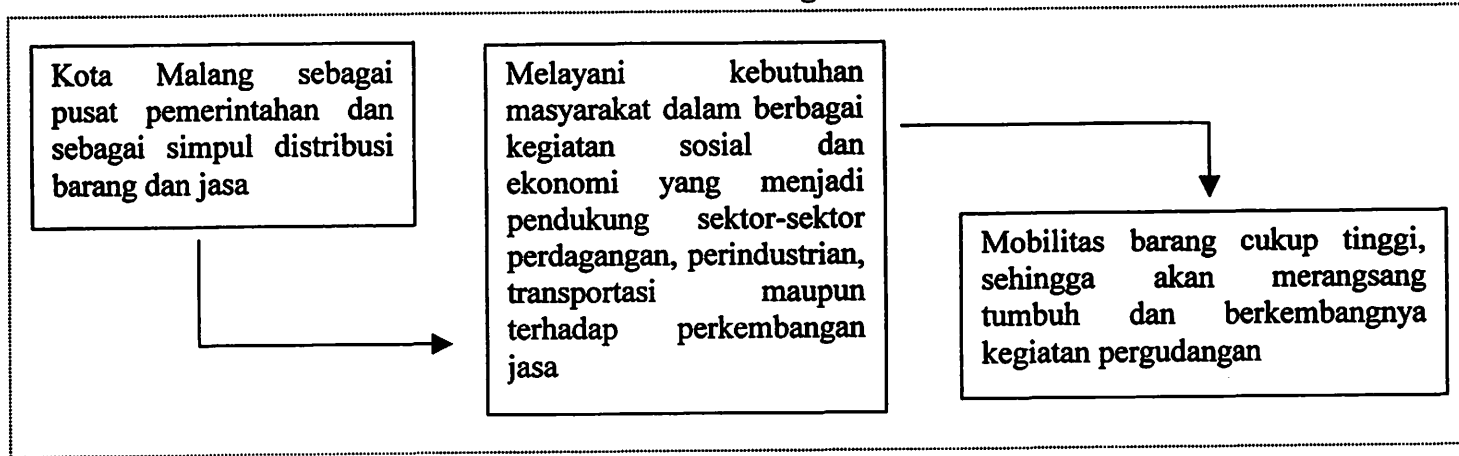 Kota Malang sebagai
pusat pemerintahan dan
sebagai simpul distribusi
barang dan jasa
Melayani kebutuhan
masyarakat dalam berbagai
kegiatan sosial dan
ekonomi yang menjadi
pendukung sektor-sektor
perdagangan, perindustrian,
transportasi maupun
terhadap perkembangan
jasa
Mobilitas barang cukup tinggi,
sehingga akan merangsang
tumbuh dan berkembangnya
kegiatan pergudangan